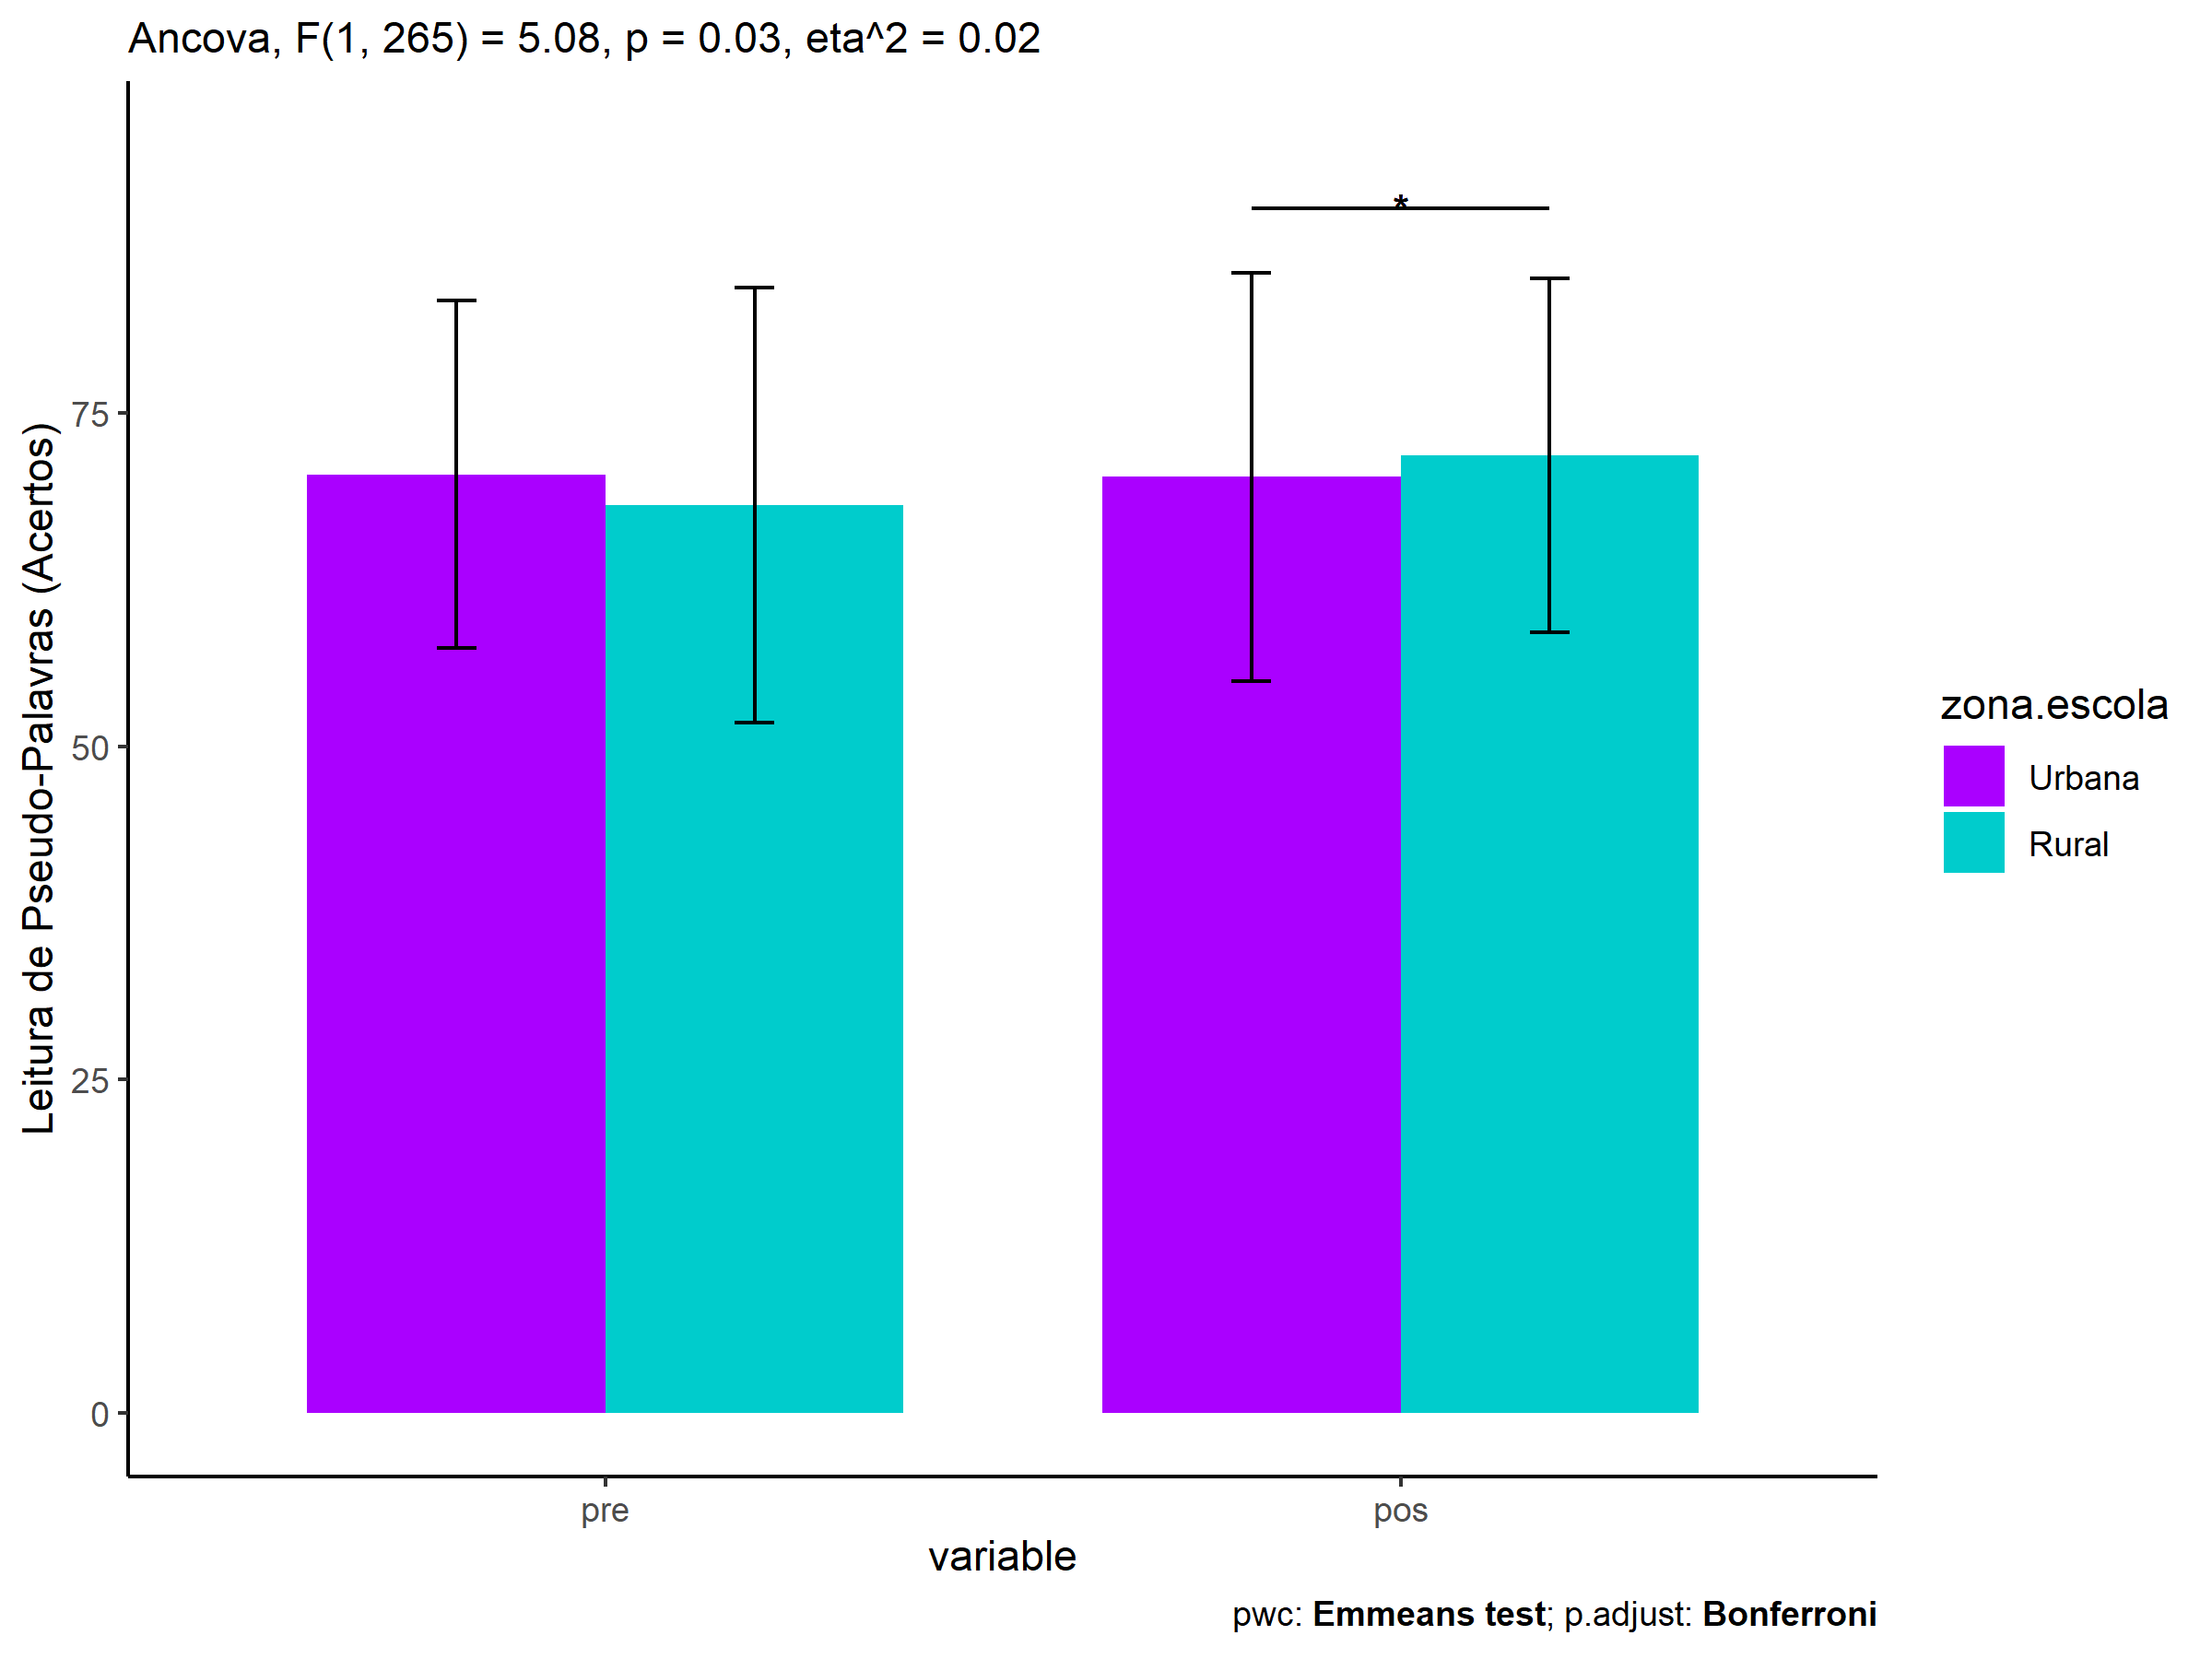 Ancova, F(1, 265) = 5.08, p = 0.03, eta^2 = 0.02
Leitura de Pseudo-Palavras (Acertos)
75
50
25
0
*
pre
pos
variable
zona.escola
Urbana
Rural
pwc: Emmeans test; p.adjust: Bonferroni